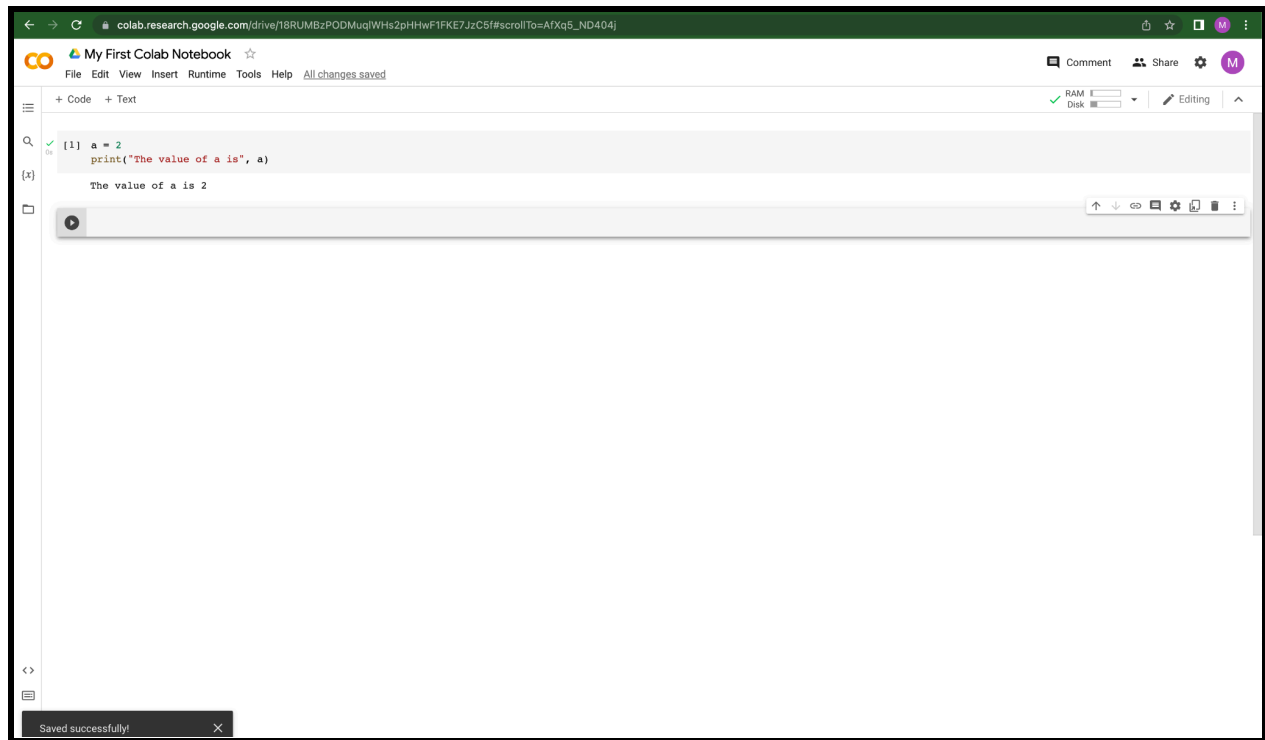 colab.research.google.com/drive/18RUMBzPODMuqlWHs2pHHwF1FKE7JzC5f#scrollTo=AfXq5_ND404j
M
CO My First Colab Notebook
File Edit View Insert Runtime Tools Help All changes saved
Comment Share M
+ Code + Text
RAM
Disk
Editing
[1] a = 2
0s
print("The value of a is", a)
{x}
The value of a is 2
<>
Saved successfully!